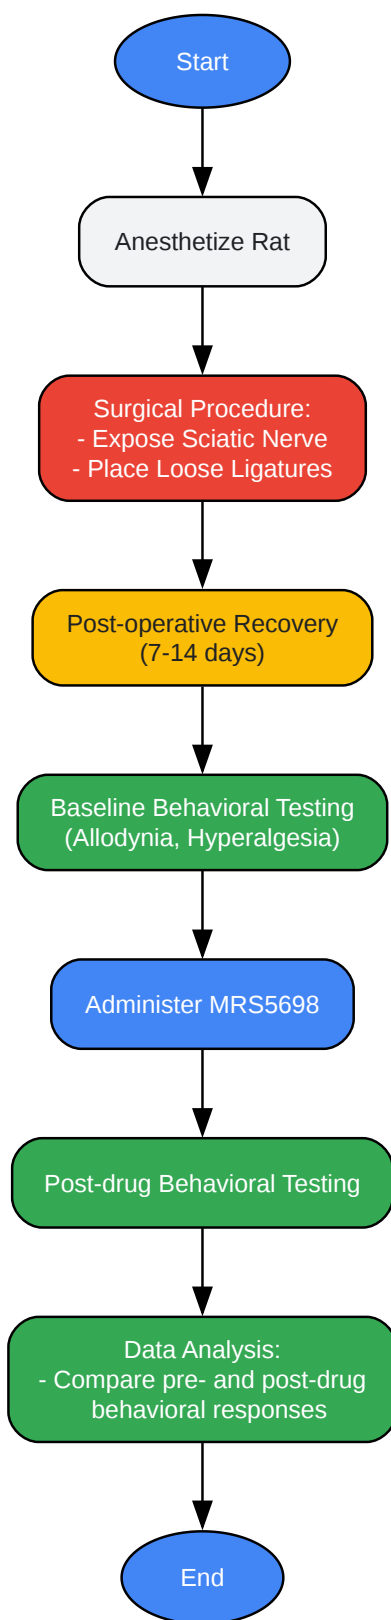 Start
Anesthetize Rat
Surgical Procedure:
- Expose Sciatic Nerve
- Place Loose Ligatures
Post-operative Recovery
(7-14 days)
Baseline Behavioral Testing
(Allodynia, Hyperalgesia)
Administer MRS5698
Post-drug Behavioral Testing
Data Analysis:
- Compare pre- and post-drug
behavioral responses
End